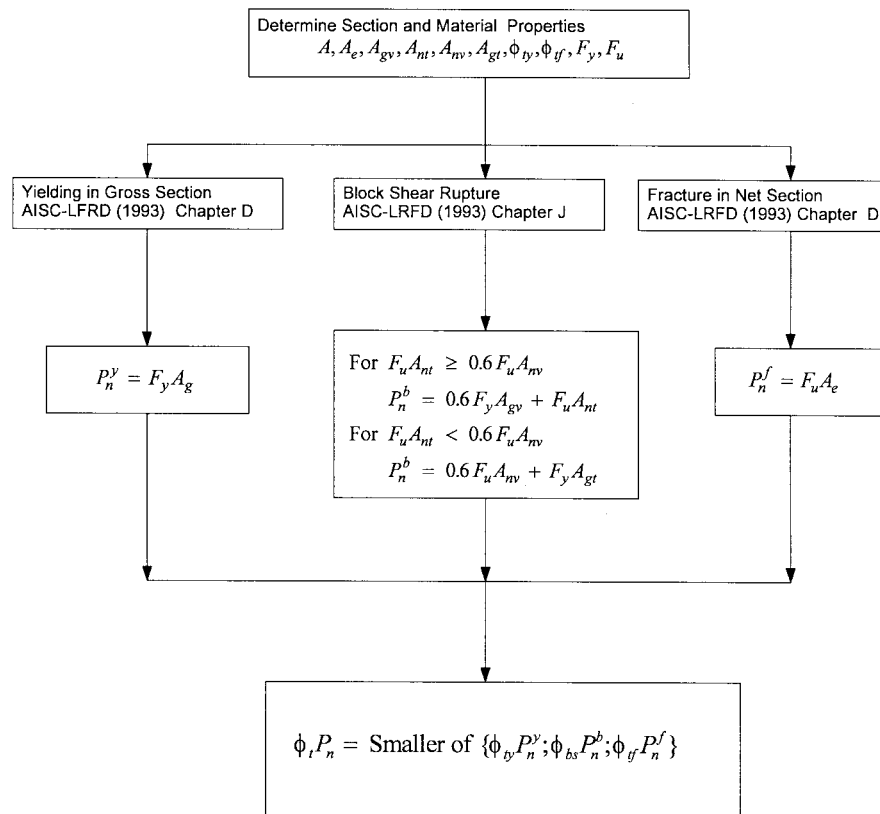 Determine Section and Material Properties
A, A_e, A_gv, A_nt, A_nv, A_gt, ϕ_ty, ϕ_tf, F_y, F_u
Yielding in Gross Section
AISC-LFRD (1993) Chapter D
Block Shear Rupture
AISC-LRFD (1993) Chapter J
Fracture in Net Section
AISC-LRFD (1993) Chapter D
P_n^y = F_y A_g
For F_u A_nt ≥ 0.6 F_u A_nv
P_n^b = 0.6 F_y A_gv + F_u A_nt
For F_u A_nt < 0.6 F_u A_nv
P_n^b = 0.6 F_u A_nv + F_y A_gt
P_n^f = F_u A_e
ϕ_t P_n = Smaller of {ϕ_ty P_n^y; ϕ_bs P_n^b; ϕ_tf P_n^f}